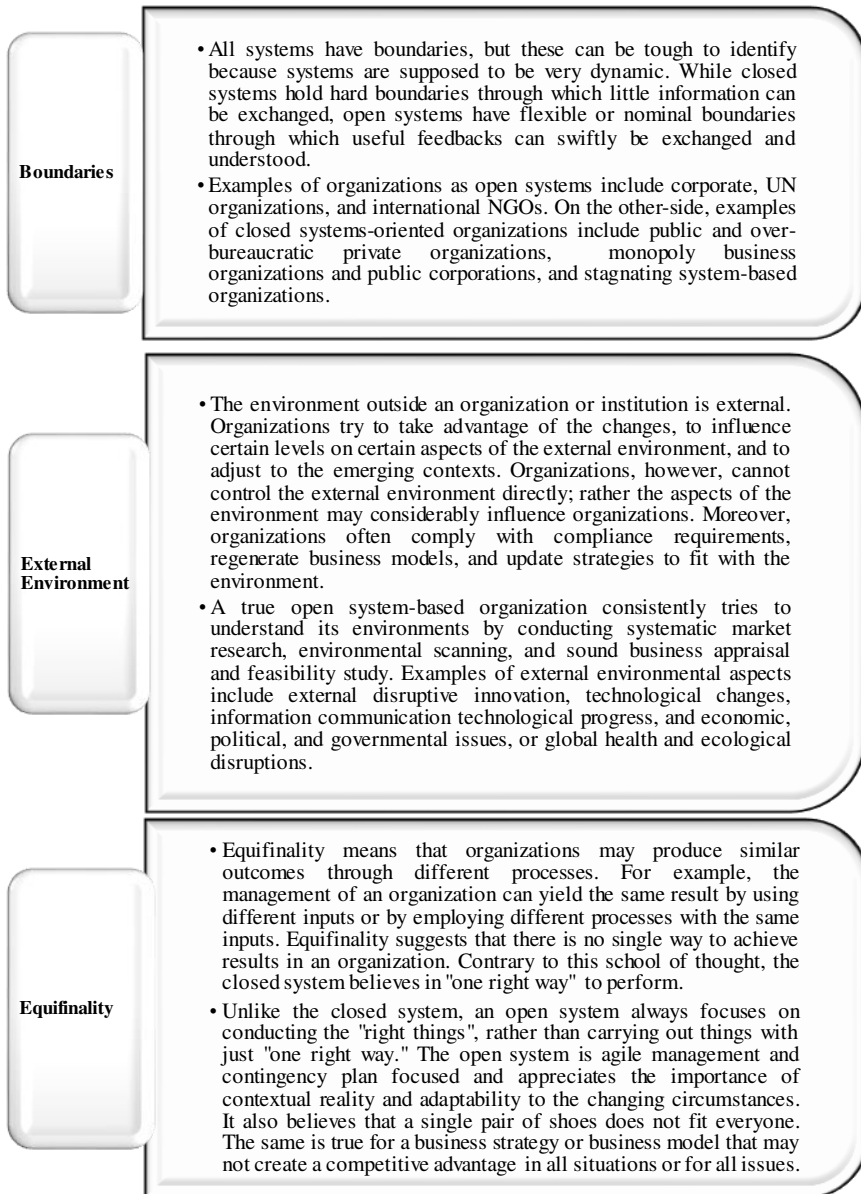 Boundaries
• All systems have boundaries, but these can be tough to identify
because systems are supposed to be very dynamic. While closed
systems hold hard boundaries through which little information can
be exchanged, open systems have flexible or nominal boundaries
through which useful feedbacks can swiftly be exchanged and
understood.
• Examples of organizations as open systems include corporate, UN
organizations, and international NGOs. On the other-side, examples
of closed systems-oriented organizations include public and over-
bureaucratic private organizations, monopoly business
organizations and public corporations, and stagnating system-based
organizations.
External
Environment
• The environment outside an organization or institution is external.
Organizations try to take advantage of the changes, to influence
certain levels on certain aspects of the external environment, and to
adjust to the emerging contexts. Organizations, however, cannot
control the external environment directly; rather the aspects of the
environment may considerably influence organizations. Moreover,
organizations often comply with compliance requirements,
regenerate business models, and update strategies to fit with the
environment.
• A true open system-based organization consistently tries to
understand its environments by conducting systematic market
research, environmental scanning, and sound business appraisal
and feasibility study. Examples of external environmental aspects
include external disruptive innovation, technological changes,
information communication technological progress, and economic,
political, and governmental issues, or global health and ecological
disruptions.
Equifinality
• Equifinality means that organizations may produce similar
outcomes through different processes. For example, the
management of an organization can yield the same result by using
different inputs or by employing different processes with the same
inputs. Equifinality suggests that there is no single way to achieve
results in an organization. Contrary to this school of thought, the
closed system believes in "one right way" to perform.
• Unlike the closed system, an open system always focuses on
conducting the "right things", rather than carrying out things with
just "one right way." The open system is agile management and
contingency plan focused and appreciates the importance of
contextual reality and adaptability to the changing circumstances.
It also believes that a single pair of shoes does not fit everyone.
The same is true for a business strategy or business model that may
not create a competitive advantage in all situations or for all issues.